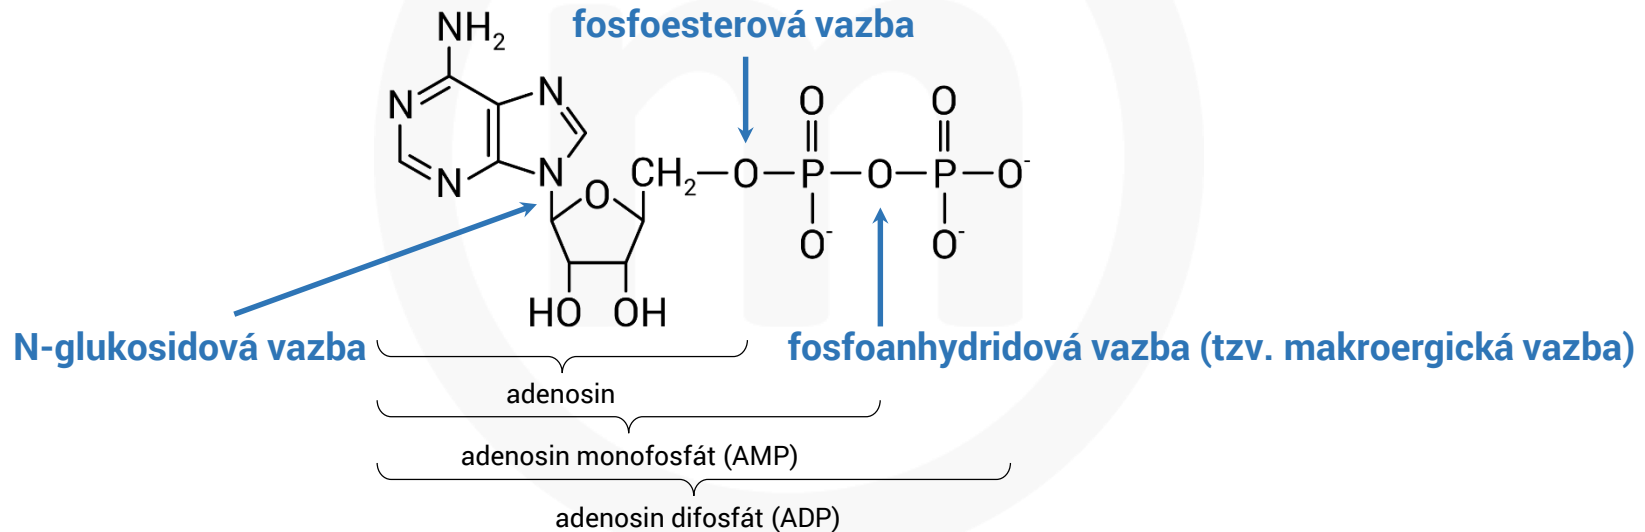 fosfoesterová vazba
NH2
N
N
N
N
O
O
O
CH2
O
P
O
P
O-
O-
O-
HO
OH
N-glukosidová vazba
fosfoanhydridová vazba (tzv. makroergická vazba)
adenosin
adenosin monofosfát (AMP)
adenosin difosfát (ADP)